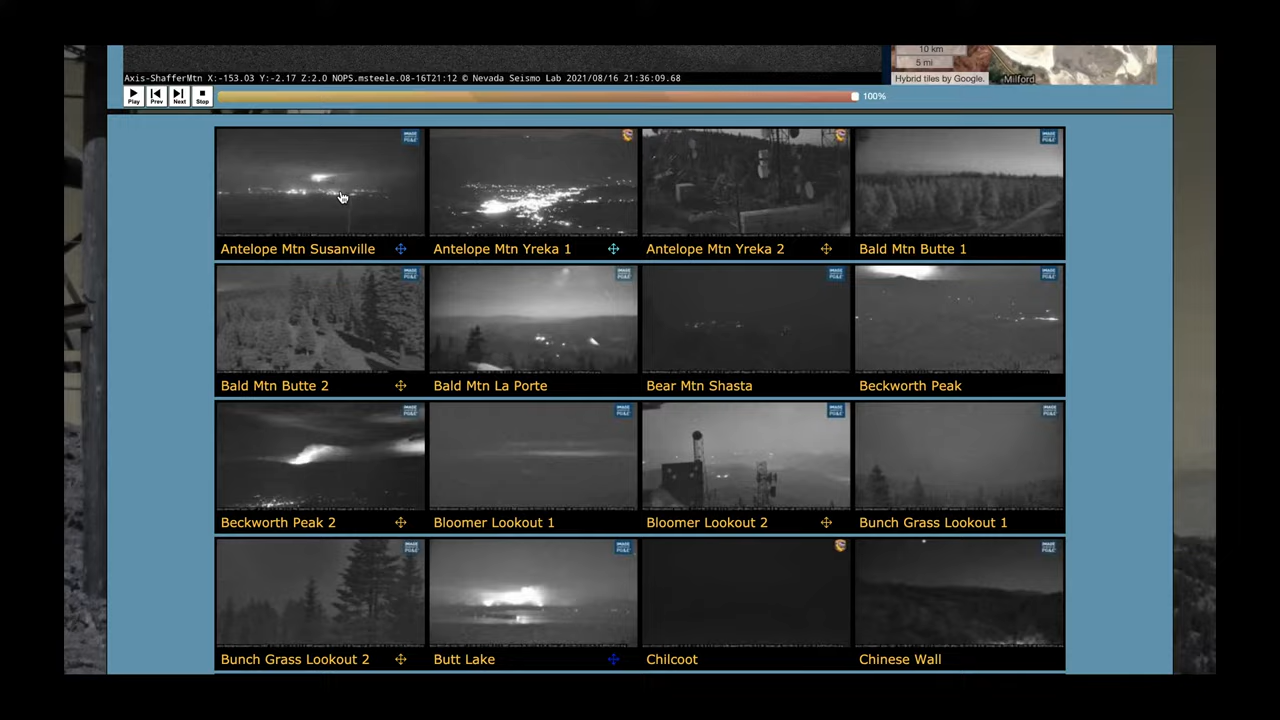 10 km
5 mi
Axis-ShafferMtn X:-153.03 Y:-2.17 Z:2.0 NOPS.msteele.08-16T21:12 © Nevada Seismo Lab 2021/08/16 21:36:09.68
Hybrid tiles by Google.
Milford
Play Prev Next Stop
100%
Antelope Mtn Susanville
Antelope Mtn Yreka 1
Antelope Mtn Yreka 2
Bald Mtn Butte 1
Bald Mtn Butte 2
Bald Mtn La Porte
Bear Mtn Shasta
Beckworth Peak
Beckworth Peak 2
Bloomer Lookout 1
Bloomer Lookout 2
Bunch Grass Lookout 1
Bunch Grass Lookout 2
Butt Lake
Chilcoot
Chinese Wall